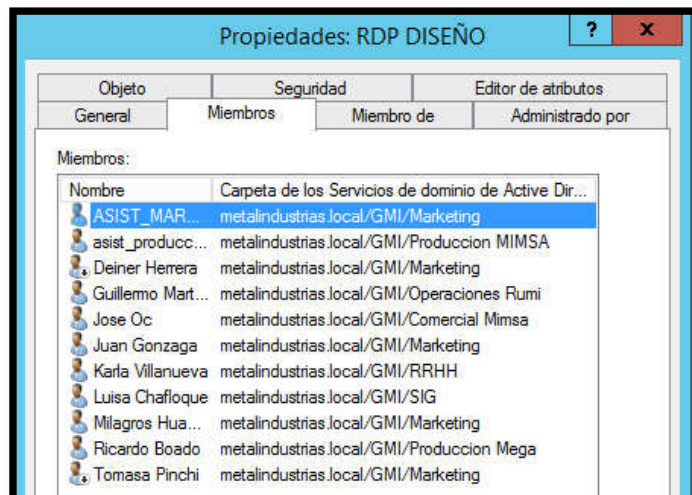 Propiedades: RDP DISEÑO ? x
Objeto Seguridad Editor de atributos
General Miembros Miembro de Administrado por
Miembros:
Nombre Carpeta de los Servicios de dominio de Active Dir...
ASIST_MAR... metalindustrias.local/GMI/Marketing
asist_producc... metalindustrias.local/GMI/Produccion MIMSA
Deiner Herrera metalindustrias.local/GMI/Marketing
Guillermo Mart... metalindustrias.local/GMI/Operaciones Rumi
Jose Oc metalindustrias.local/GMI/Comercial Mimsa
Juan Gonzaga metalindustrias.local/GMI/Marketing
Karla Villanueva metalindustrias.local/GMI/RRHH
Luisa Chafloque metalindustrias.local/GMI/SIG
Milagros Hua... metalindustrias.local/GMI/Marketing
Ricardo Boado metalindustrias.local/GMI/Produccion Mega
Tomasa Pinchi metalindustrias.local/GMI/Marketing